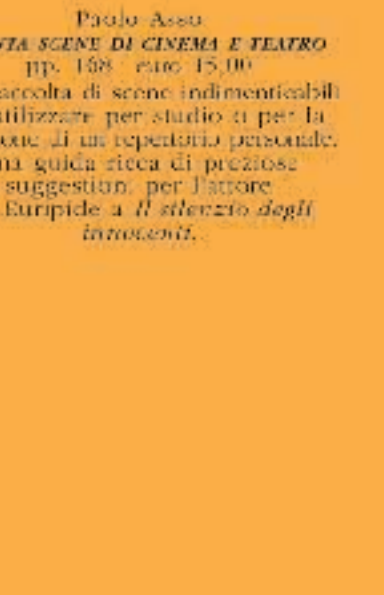 Paolo Asso
NTA SCENE DI CINEMA E TEATRO
pp. 168 euro 15,00
accolta di scene indimenticabili
utilizzare per studio o per la
one di un repertorio personale.
na guida ricca di preziose
suggestioni per l'attore
Euripide a Il silenzio degli
innocenti.